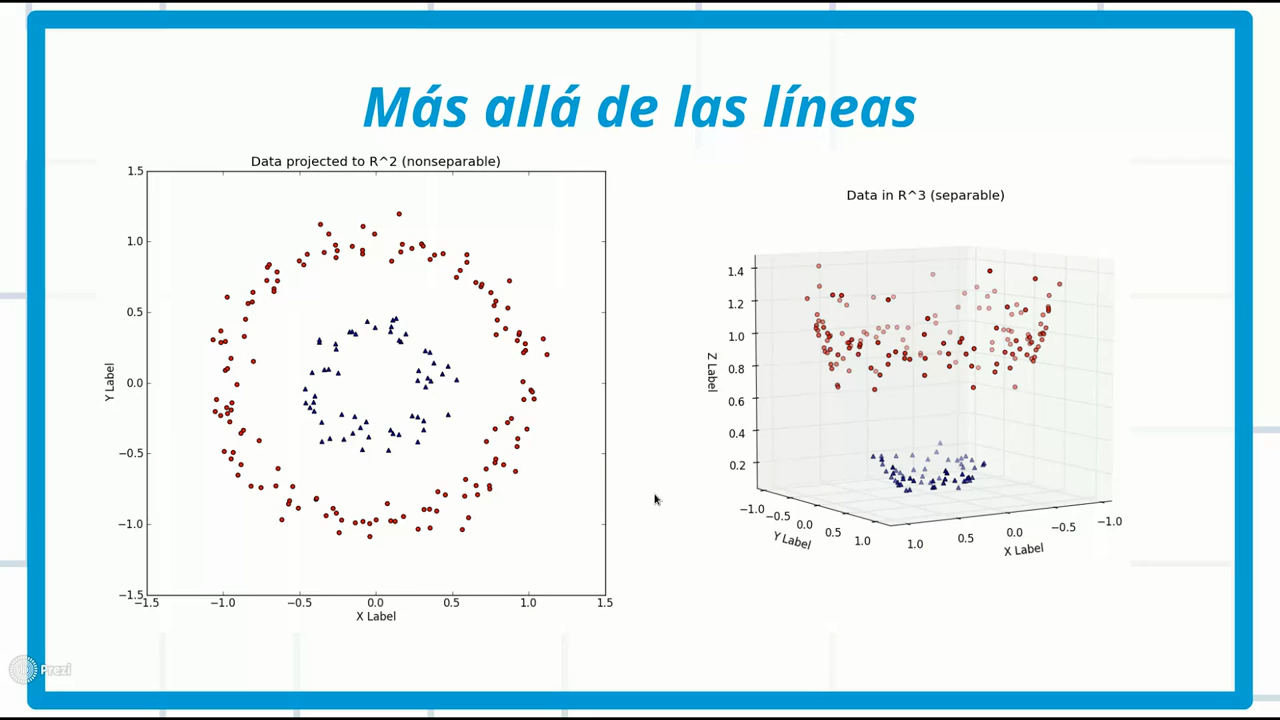 Más allá de las líneas
Data projected to R^2 (nonseparable)
1.5
1.0
0.5
0.0
−0.5
−1.0
−1.5
Y Label
−1.5 −1.0 −0.5 0.0 0.5 1.0 1.5
X Label
Data in R^3 (separable)
1.4
1.2
1.0
0.8
0.6
0.4
0.2
Z Label
−1.0 −0.5 0.0 0.5 1.0
Y Label
1.0 0.5 0.0 −0.5 −1.0
X Label
Prezi